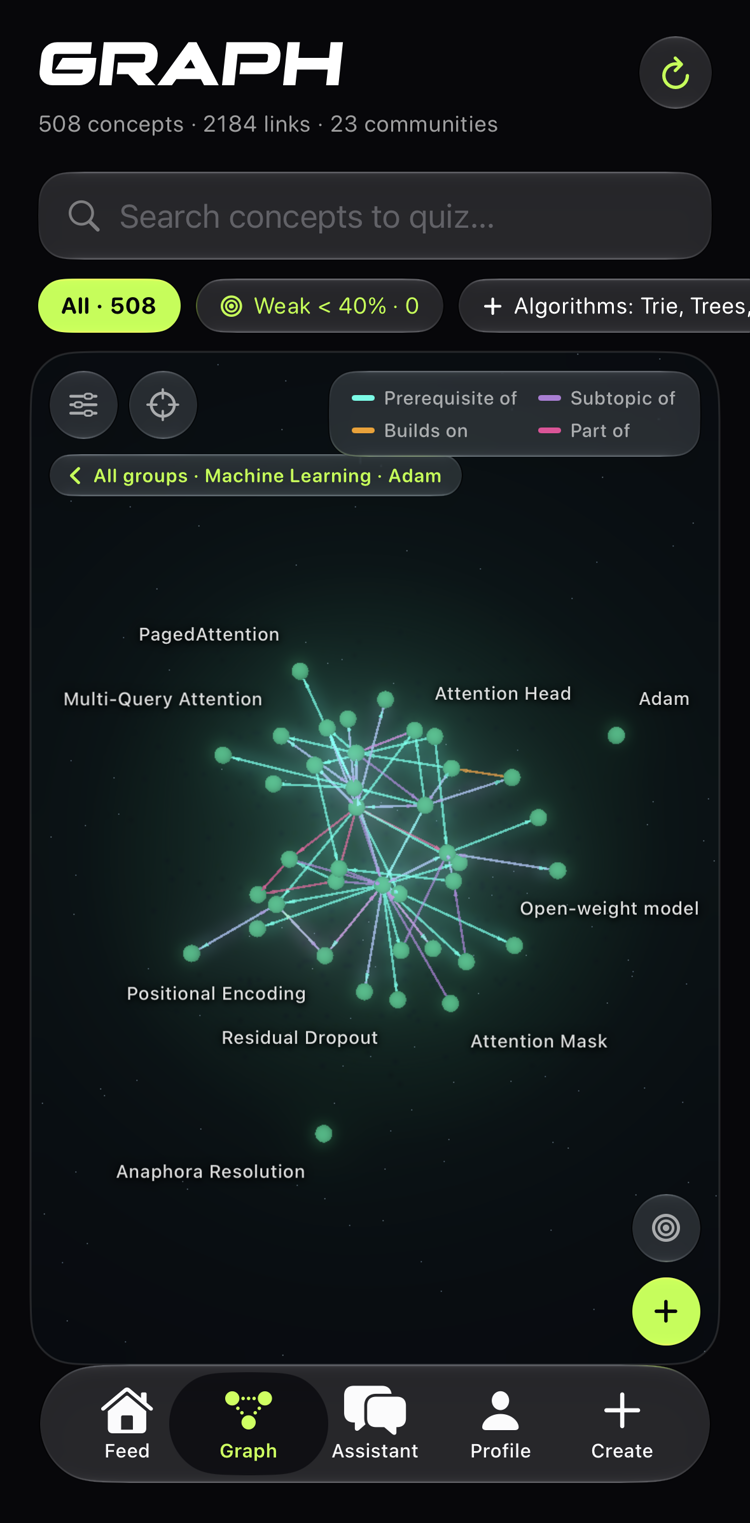 GRAPH
508 concepts · 2184 links · 23 communities
Search concepts to quiz...
All · 508
Weak < 40% · 0
Algorithms: Trie, Trees,
Prerequisite of
Subtopic of
Builds on
Part of
All groups · Machine Learning · Adam
PagedAttention
Multi-Query Attention
Attention Head
Adam
Open-weight model
Positional Encoding
Residual Dropout
Attention Mask
Anaphora Resolution
Feed
Graph
Assistant
Profile
Create